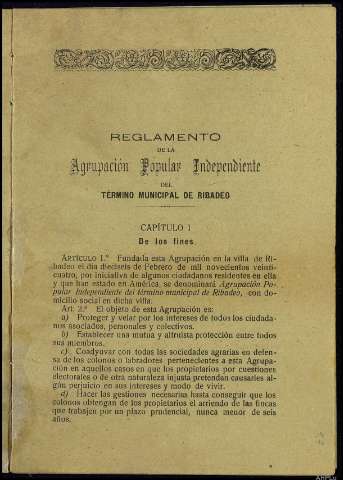 REGLAMENTO
DE LA
Agrupación Popular Independiente
DEL
TÉRMINO MUNICIPAL DE RIBADEO
CAPÍTULO I
De los fines
ARTÍCULO 1.º Fundada esta Agrupación en la villa de Ri-
badeo el día dieciseis de Febrero de mil novecientos veinti-
cuatro, por iniciativa de algunos ciudadanos residentes en ella
y que han estado en América, se denominará Agrupación Po-
pular Independiente del término municipal de Ribadeo, con do-
micilio social en dicha villa.
Art. 2.º El objeto de esta Agrupación es:
a) Proteger y velar por los intereses de todos los ciudada-
nos asociados, personales y colectivos.
b) Establecer una mutua y altruista protección entre todos
sus miembros.
c) Coadyuvar con todas las sociedades agrarias en defen-
sa de los colonos o labradores pertenecientes a esta Agrupa-
ción en aquellos casos en que los propietarios por cuestiones
electorales o de otra naturaleza injusta pretendan causarles al-
gún perjuicio en sus intereses y modo de vivir.
d) Hacer las gestiones necesarias hasta conseguir que los
colonos obtengan de los propietarios el arriendo de las fincas
que trabajen por un plazo prudencial, nunca menor de seis
años.
AHPLu